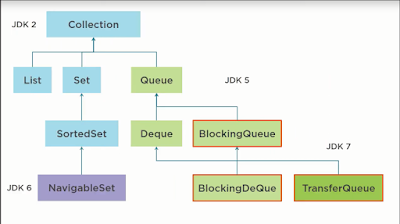 JDK 2
Collection
List
Set
Queue
JDK 5
SortedSet
Deque
BlockingQueue
JDK 7
JDK 6
NavigableSet
BlockingDeQue
TransferQueue